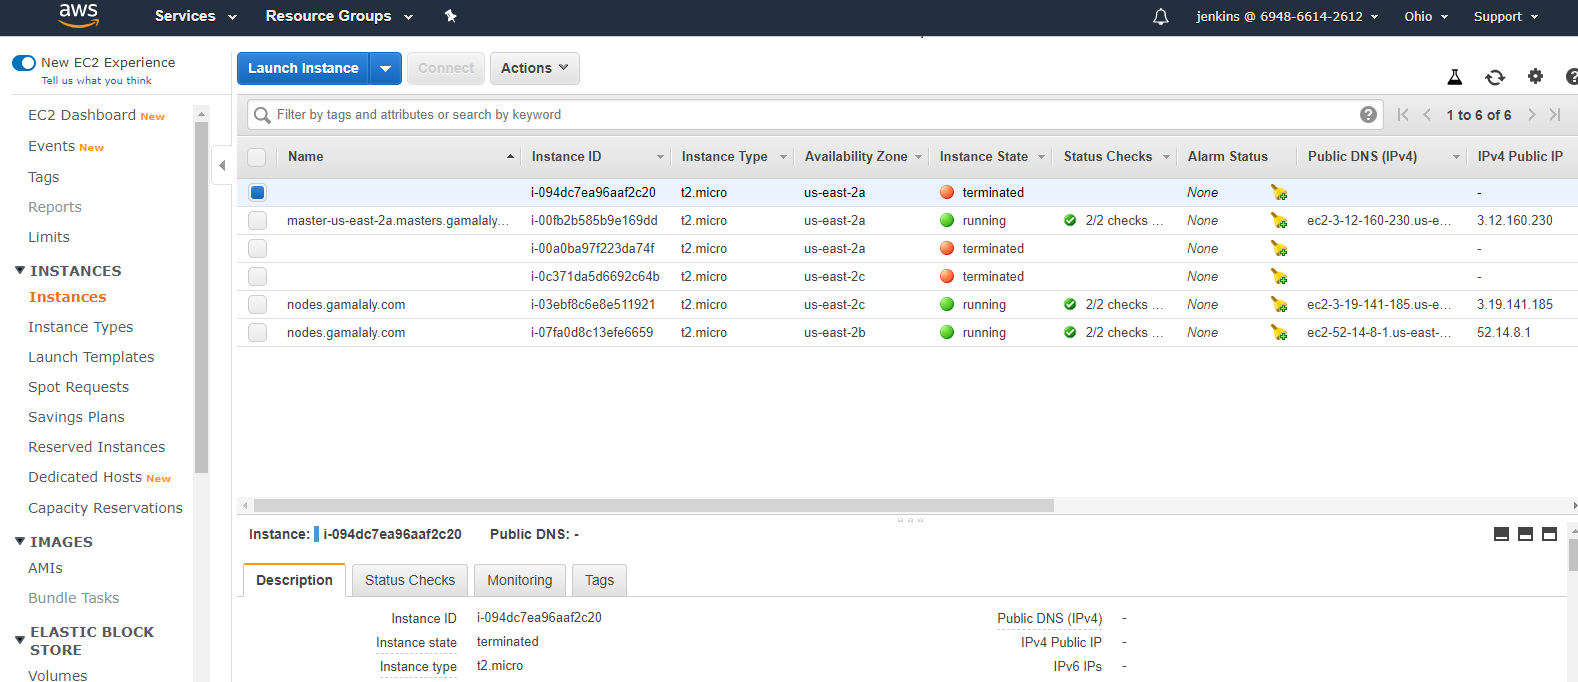 aws Services Resource Groups jenkins @ 6948-6614-2612 Ohio Support
New EC2 Experience
Tell us what you think
EC2 Dashboard New
Events New
Tags
Reports
Limits
INSTANCES
Instances
Instance Types
Launch Templates
Spot Requests
Savings Plans
Reserved Instances
Dedicated Hosts New
Capacity Reservations
IMAGES
AMIs
Bundle Tasks
ELASTIC BLOCK
STORE
Volumes
Launch Instance Connect Actions
Filter by tags and attributes or search by keyword ? 1 to 6 of 6
Name Instance ID Instance Type Availability Zone Instance State Status Checks Alarm Status Public DNS (IPv4) IPv4 Public IP
i-094dc7ea96aaf2c20 t2.micro us-east-2a terminated None -
master-us-east-2a.masters.gamalaly... i-00fb2b585b9e169dd t2.micro us-east-2a running 2/2 checks ... None ec2-3-12-160-230.us-e... 3.12.160.230
i-00a0ba97f223da74f t2.micro us-east-2a terminated None -
i-0c371da5d6692c64b t2.micro us-east-2c terminated None -
nodes.gamalaly.com i-03ebf8c6e8e511921 t2.micro us-east-2c running 2/2 checks ... None ec2-3-19-141-185.us-e... 3.19.141.185
nodes.gamalaly.com i-07fa0d8c13efe6659 t2.micro us-east-2b running 2/2 checks ... None ec2-52-14-8-1.us-east-... 52.14.8.1
Instance: i-094dc7ea96aaf2c20 Public DNS: -
Description Status Checks Monitoring Tags
Instance ID i-094dc7ea96aaf2c20 Public DNS (IPv4) -
Instance state terminated IPv4 Public IP -
Instance type t2.micro IPv6 IPs -